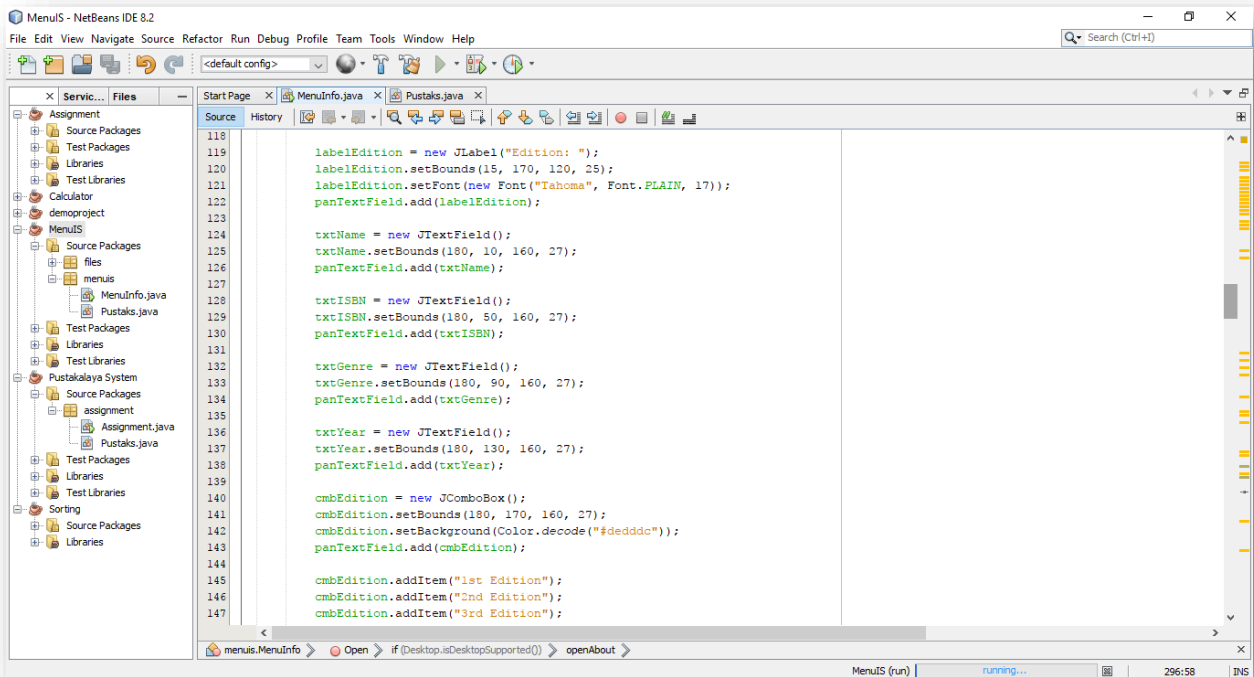 MenuIS - NetBeans IDE 8.2
File Edit View Navigate Source Refactor Run Debug Profile Team Tools Window Help
Search (Ctrl+I)
<default config>
Servic... Files
Start Page MenuInfo.java Pustaks.java
Source History
Assignment
Source Packages
Test Packages
Libraries
Test Libraries
Calculator
demoproject
MenuIS
Source Packages
files
menuis
MenuInfo.java
Pustaks.java
Test Packages
Libraries
Test Libraries
Pustakalaya System
Source Packages
assignment
Assignment.java
Pustaks.java
Test Packages
Libraries
Test Libraries
Sorting
Source Packages
Libraries
118
119 labelEdition = new JLabel("Edition: ");
120 labelEdition.setBounds(15, 170, 120, 25);
121 labelEdition.setFont(new Font("Tahoma", Font.PLAIN, 17));
122 panTextField.add(labelEdition);
123
124 txtName = new JTextField();
125 txtName.setBounds(180, 10, 160, 27);
126 panTextField.add(txtName);
127
128 txtISBN = new JTextField();
129 txtISBN.setBounds(180, 50, 160, 27);
130 panTextField.add(txtISBN);
131
132 txtGenre = new JTextField();
133 txtGenre.setBounds(180, 90, 160, 27);
134 panTextField.add(txtGenre);
135
136 txtYear = new JTextField();
137 txtYear.setBounds(180, 130, 160, 27);
138 panTextField.add(txtYear);
139
140 cmbEdition = new JComboBox();
141 cmbEdition.setBounds(180, 170, 160, 27);
142 cmbEdition.setBackground(Color.decode("#dedddc"));
143 panTextField.add(cmbEdition);
144
145 cmbEdition.addItem("1st Edition");
146 cmbEdition.addItem("2nd Edition");
147 cmbEdition.addItem("3rd Edition");
menuis.MenuInfo Open if (Desktop.isDesktopSupported()) openAbout
MenuIS (run) running... 296:58 INS